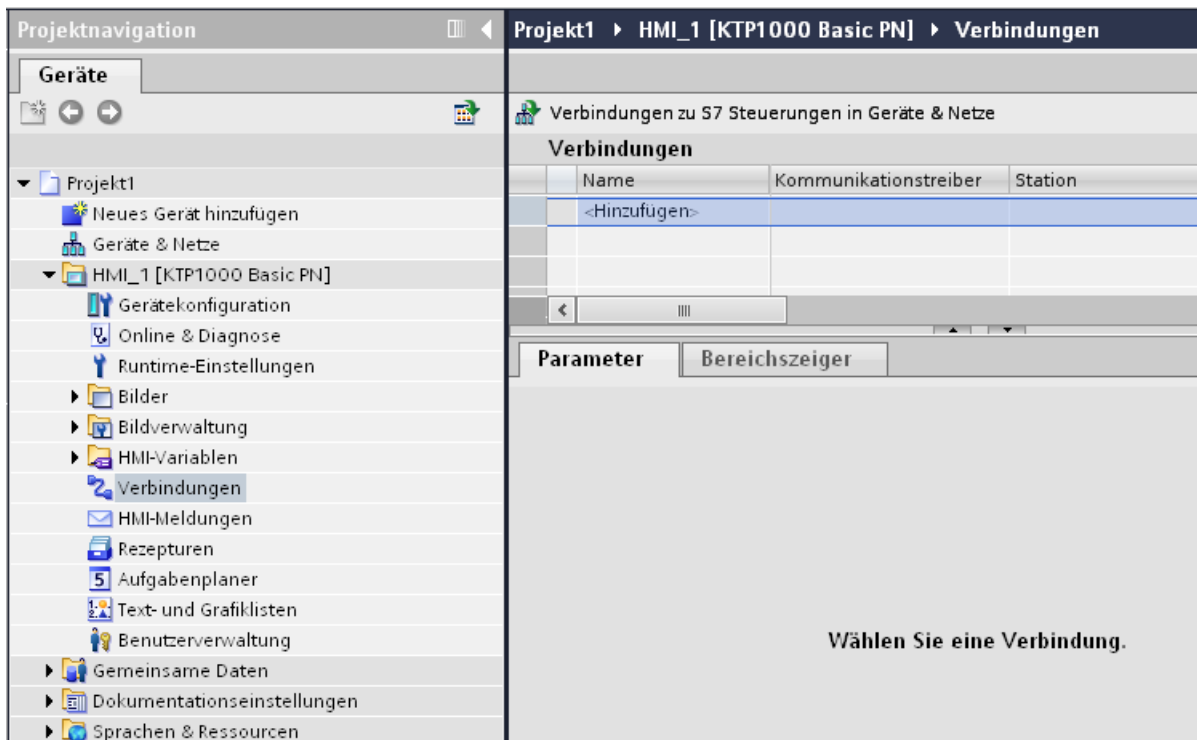 Projektnavigation
Geräte
Projekt1
Neues Gerät hinzufügen
Geräte & Netze
HMI_1 [KTP1000 Basic PN]
Gerätekonfiguration
Online & Diagnose
Runtime-Einstellungen
Bilder
Bildverwaltung
HMI-Variablen
Verbindungen
HMI-Meldungen
Rezepturen
Aufgabenplaner
Text- und Grafiklisten
Benutzerverwaltung
Gemeinsame Daten
Dokumentationseinstellungen
Sprachen & Ressourcen
Projekt1 HMI_1 [KTP1000 Basic PN] Verbindungen
Verbindungen zu S7 Steuerungen in Geräte & Netze
Verbindungen
Name Kommunikationstreiber Station
<Hinzufügen>
Parameter Bereichszeiger
Wählen Sie eine Verbindung.